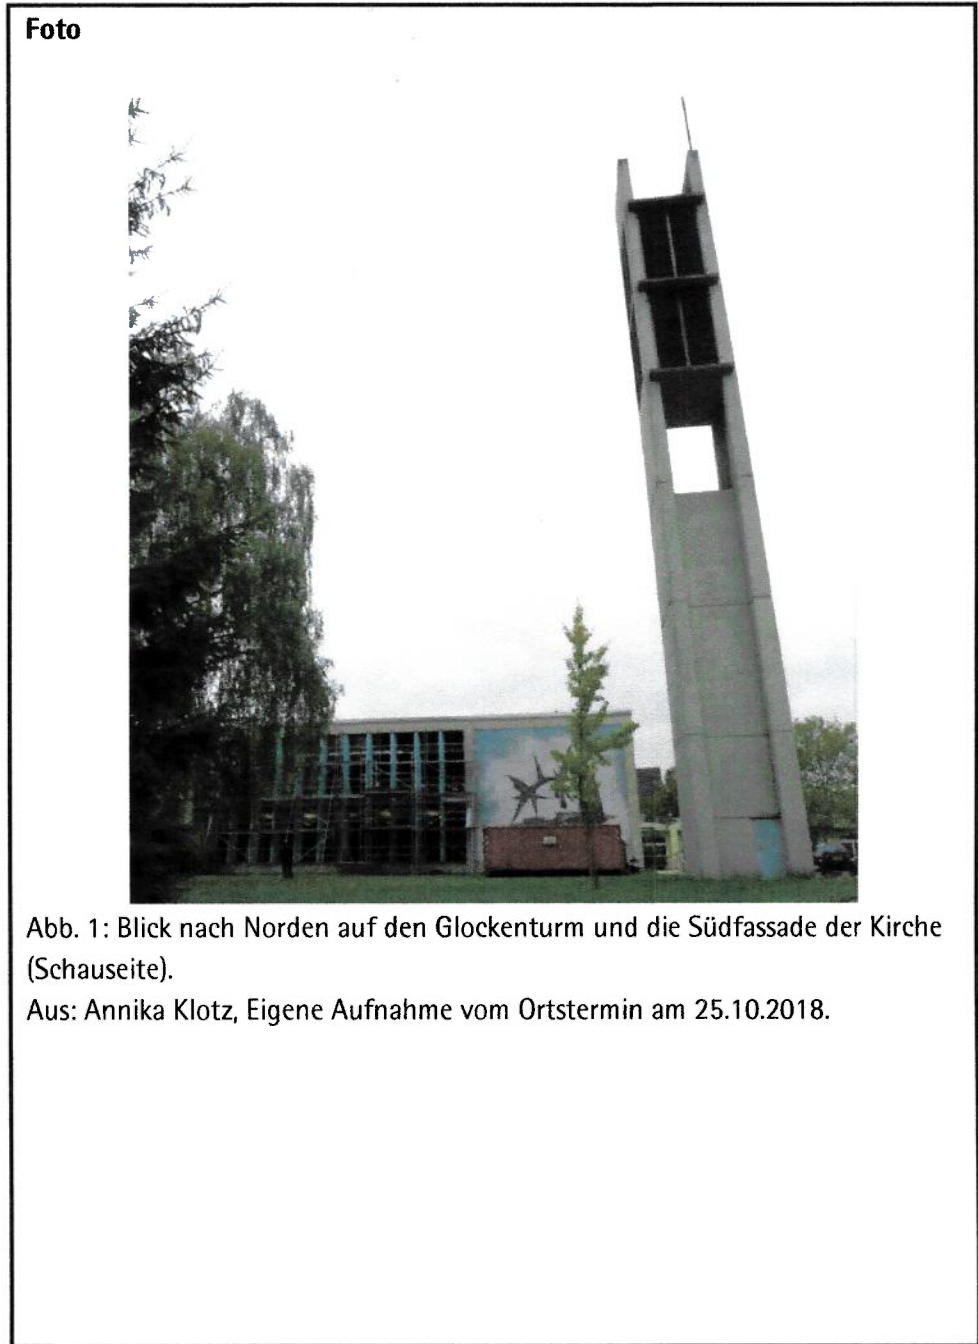 Foto
Abb. 1: Blick nach Norden auf den Glockenturm und die Südfassade der Kirche
(Schauseite).
Aus: Annika Klotz, Eigene Aufnahme vom Ortstermin am 25.10.2018.